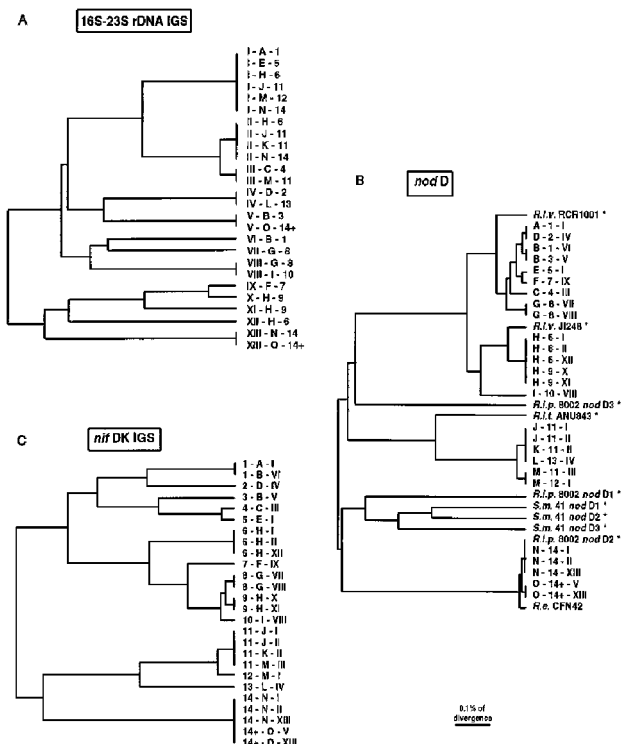 A
16S-23S rDNA IGS
I - A - 1
I - E - 5
I - H - 6
I - J - 11
I - M - 12
I - N - 14
II - H - 6
II - J - 11
II - K - 11
II - N - 14
III - C - 4
III - M - 11
IV - D - 2
IV - L - 13
V - B - 3
V - O - 14+
VI - B - 1
VII - G - 8
VIII - G - 8
VIII - I - 10
IX - F - 7
X - H - 9
XI - H - 9
XII - H - 6
XIII - N - 14
XIII - O - 14+
B
nod D
R.l.v. RCR1001 *
A - 1 - I
D - 2 - IV
B - 1 - VI
B - 3 - V
E - 5 - I
F - 7 - IX
C - 4 - III
G - 8 - VII
G - 8 - VIII
R.l.v. JI248 *
H - 6 - I
H - 6 - II
H - 6 - XII
H - 9 - X
H - 9 - XI
I - 10 - VIII
R.l.p. 8002 nod D3 *
R.l.t. ANU843 *
J - 11 - I
J - 11 - II
K - 11 - II
L - 13 - IV
M - 11 - III
M - 12 - I
R.l.p. 8002 nod D1 *
S.m. 41 nod D1 *
S.m. 41 nod D2 *
S.m. 41 nod D3 *
R.l.p. 8002 nod D2 *
N - 14 - I
N - 14 - II
N - 14 - XIII
O - 14+ - V
O - 14+ - XIII
R.e. CFN42
0.1% of
divergence
C
nif DK IGS
1 - A - I
1 - B - VI
2 - D - IV
3 - B - V
4 - C - III
5 - E - I
6 - H - I
6 - H - II
6 - H - XII
7 - F - IX
8 - G - VII
8 - G - VIII
9 - H - X
9 - H - XI
10 - I - VIII
11 - J - I
11 - J - II
11 - K - II
11 - M - III
12 - M - I
13 - L - IV
14 - N - I
14 - N - II
14 - N - XIII
14+ - O - V
14+ - O - XIII